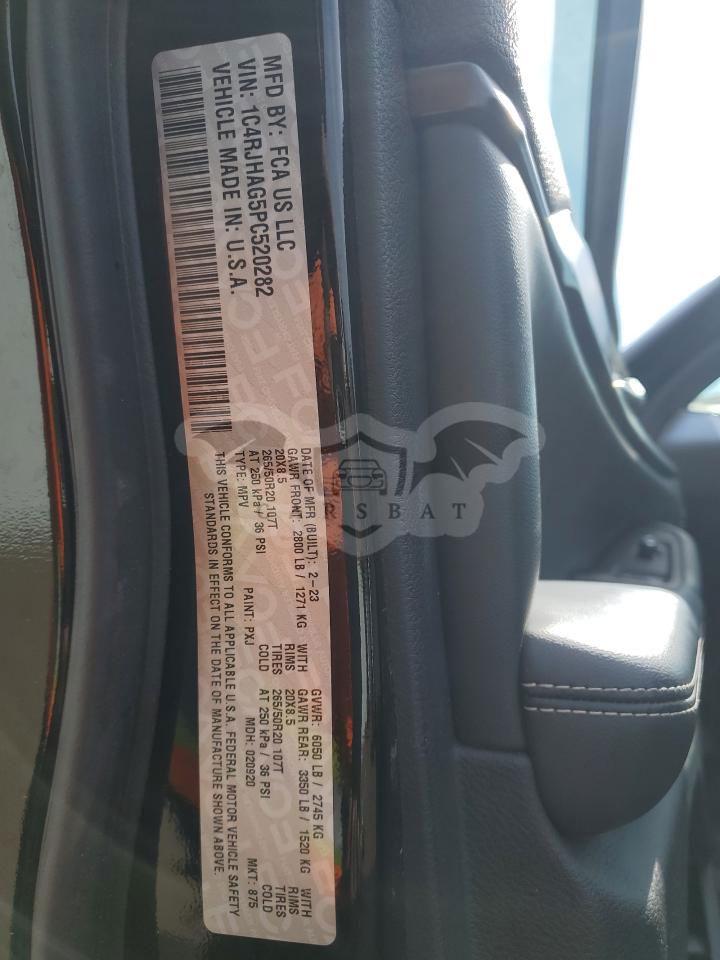 MFD BY: FCA US LLC
VIN: 1C4RJHAG5PC520282
VEHICLE MADE IN: U.S.A.
DATE OF MFR (BUILT): 2-23 GVWR: 6050 LB / 2745 KG
GAWR FRONT: 2800 LB / 1271 KG WITH GAWR REAR: 3350 LB / 1520 KG WITH
20X8.5 RIMS 20X8.5 RIMS
265/50R20 107T TIRES 265/50R20 107T TIRES
AT 250 kPa / 36 PSI COLD AT 250 kPa / 36 PSI COLD
TYPE: MPV PAINT: PXJ MDH: 020920 MKT: 875
THIS VEHICLE CONFORMS TO ALL APPLICABLE U.S.A. FEDERAL MOTOR VEHICLE SAFETY
STANDARDS IN EFFECT ON THE DATE OF MANUFACTURE SHOWN ABOVE.
RSBAT